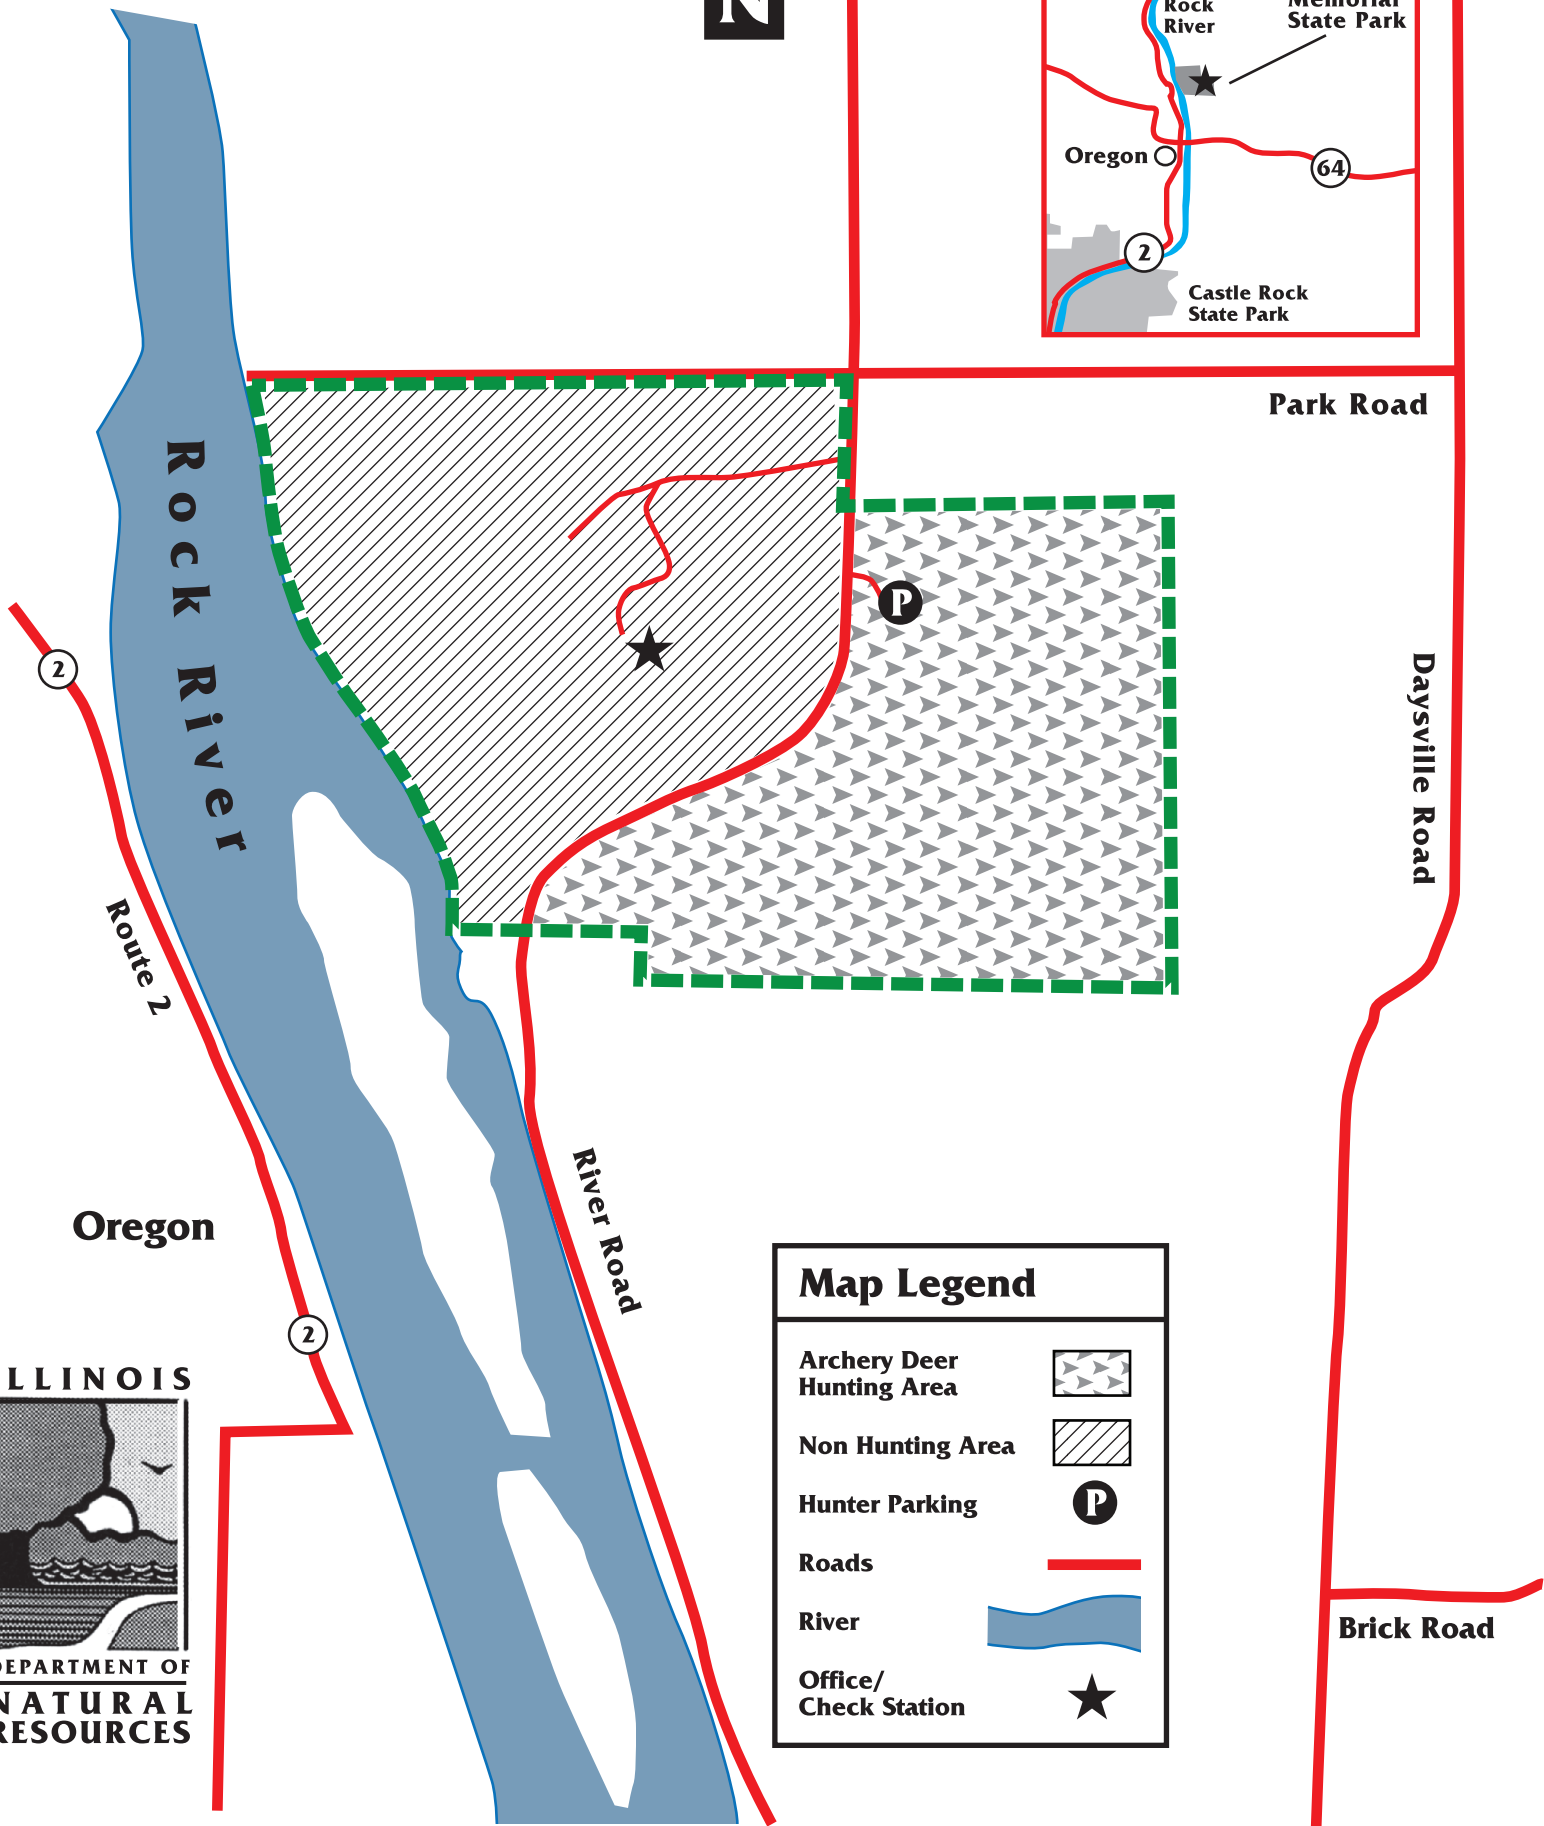 N
Rock
River
Memorial
State Park
Oregon
64
2
Castle Rock
State Park
Park Road
Rock River
P
2
Daysville Road
Route 2
Oregon
River Road
2
LLINOIS
DEPARTMENT OF
NATURAL
RESOURCES
Map Legend
Archery Deer
Hunting Area
Non Hunting Area
Hunter Parking
P
Roads
River
Office/
Check Station
Brick Road